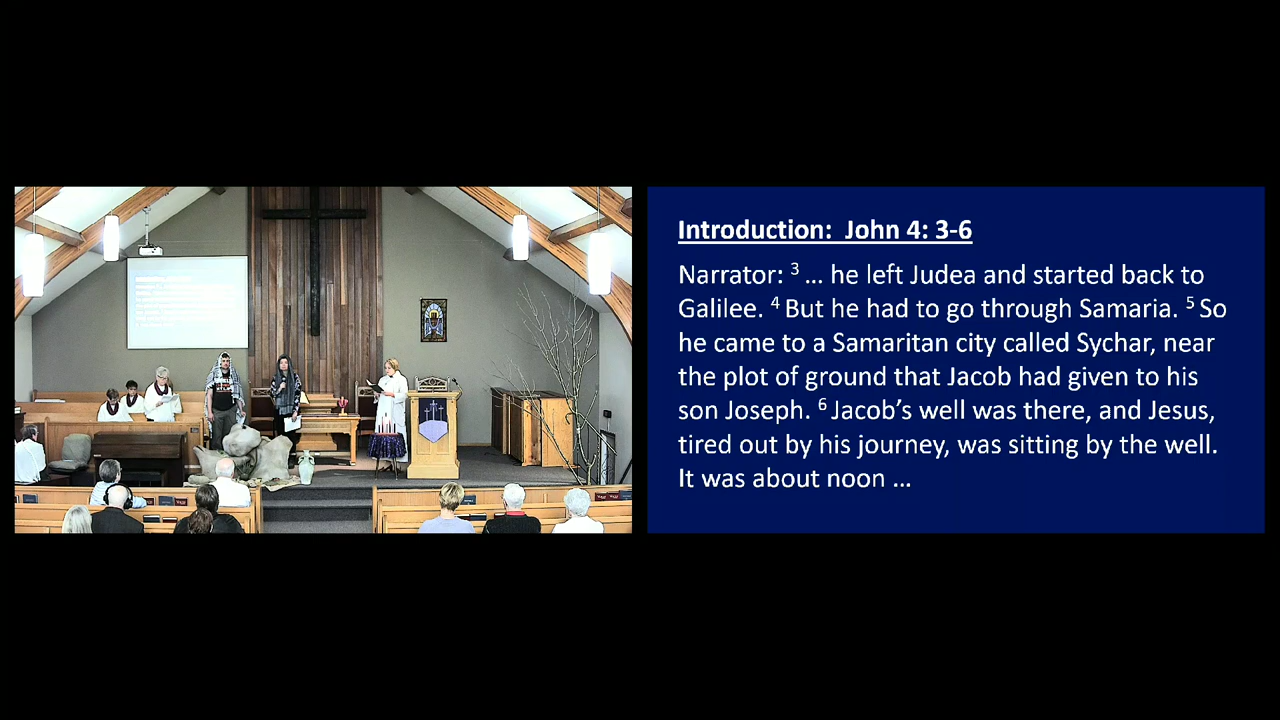 Introduction:  John 4: 3-6
Narrator: 3 ... he left Judea and started back to
Galilee. 4 But he had to go through Samaria. 5 So
he came to a Samaritan city called Sychar, near
the plot of ground that Jacob had given to his
son Joseph. 6 Jacob’s well was there, and Jesus,
tired out by his journey, was sitting by the well.
It was about noon ...